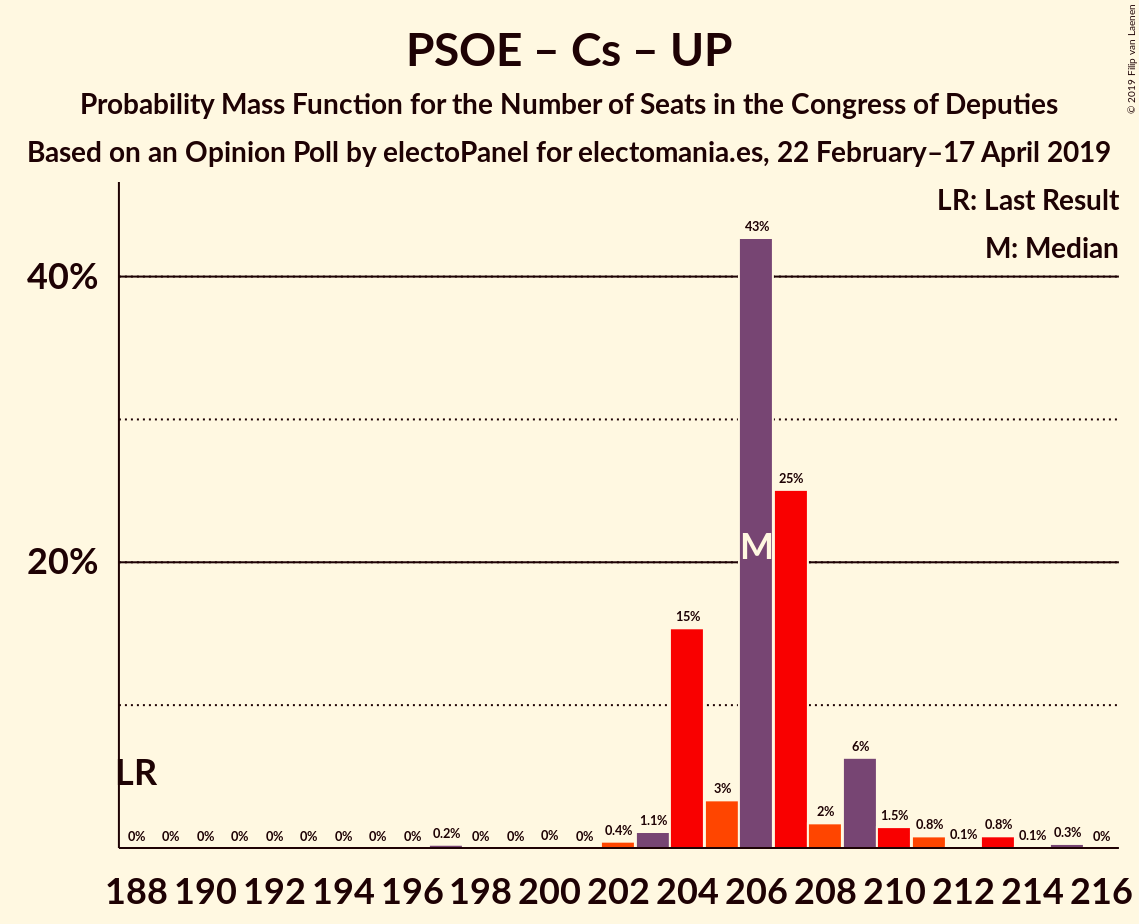 PSOE – Cs – UP
Probability Mass Function for the Number of Seats in the Congress of Deputies
Based on an Opinion Poll by electoPanel for electomania.es, 22 February–17 April 2019
© 2019 Filip van Laenen
LR: Last Result
M: Median
43%
40%
25%
M
20%
15%
6%
LR
0% 0% 0% 0% 0% 0% 0% 0% 0% 0.2% 0% 0% 0% 0% 0.4% 1.1% 3% 2% 1.5% 0.8% 0.1% 0.8% 0.1% 0.3% 0%
188 190 192 194 196 198 200 202 204 206 208 210 212 214 216